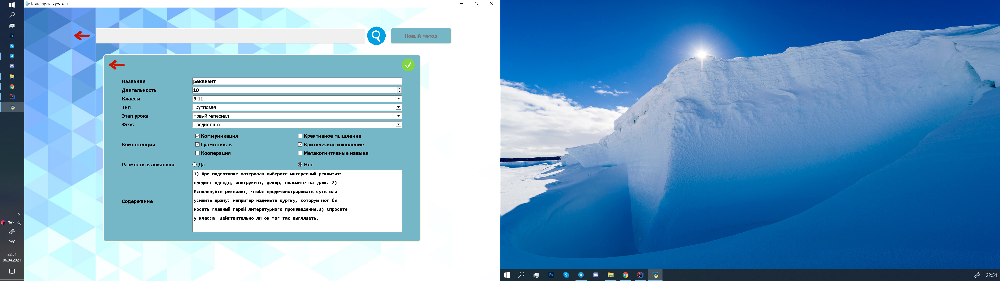 Конструктор уроков
Новый метод
Название
реквизит
Длительность
10
Классы
9-11
Тип
Групповая
Этап урока
Новый материал
Фгос
Предметные
Компетенции
Коммуникация
Креативное мышление
Грамотность
Критическое мышление
Кооперация
Метакогнитивные навыки
Разместить локально
Да
Нет
Содержание
1) При подготовке материала выберите интересный реквизит:
предмет одежды, инструмент, декор, возьмите на урок. 2)
Используйте реквизит, чтобы продемонстрировать суть или
усилить драму: например наденьте куртку, которую мог бы
носить главный герой литературного произведения.3) Спросите
у класса, действительно ли он мог так выглядеть.
Ps
РУС
22:51
06.04.2021
Ps
22:51